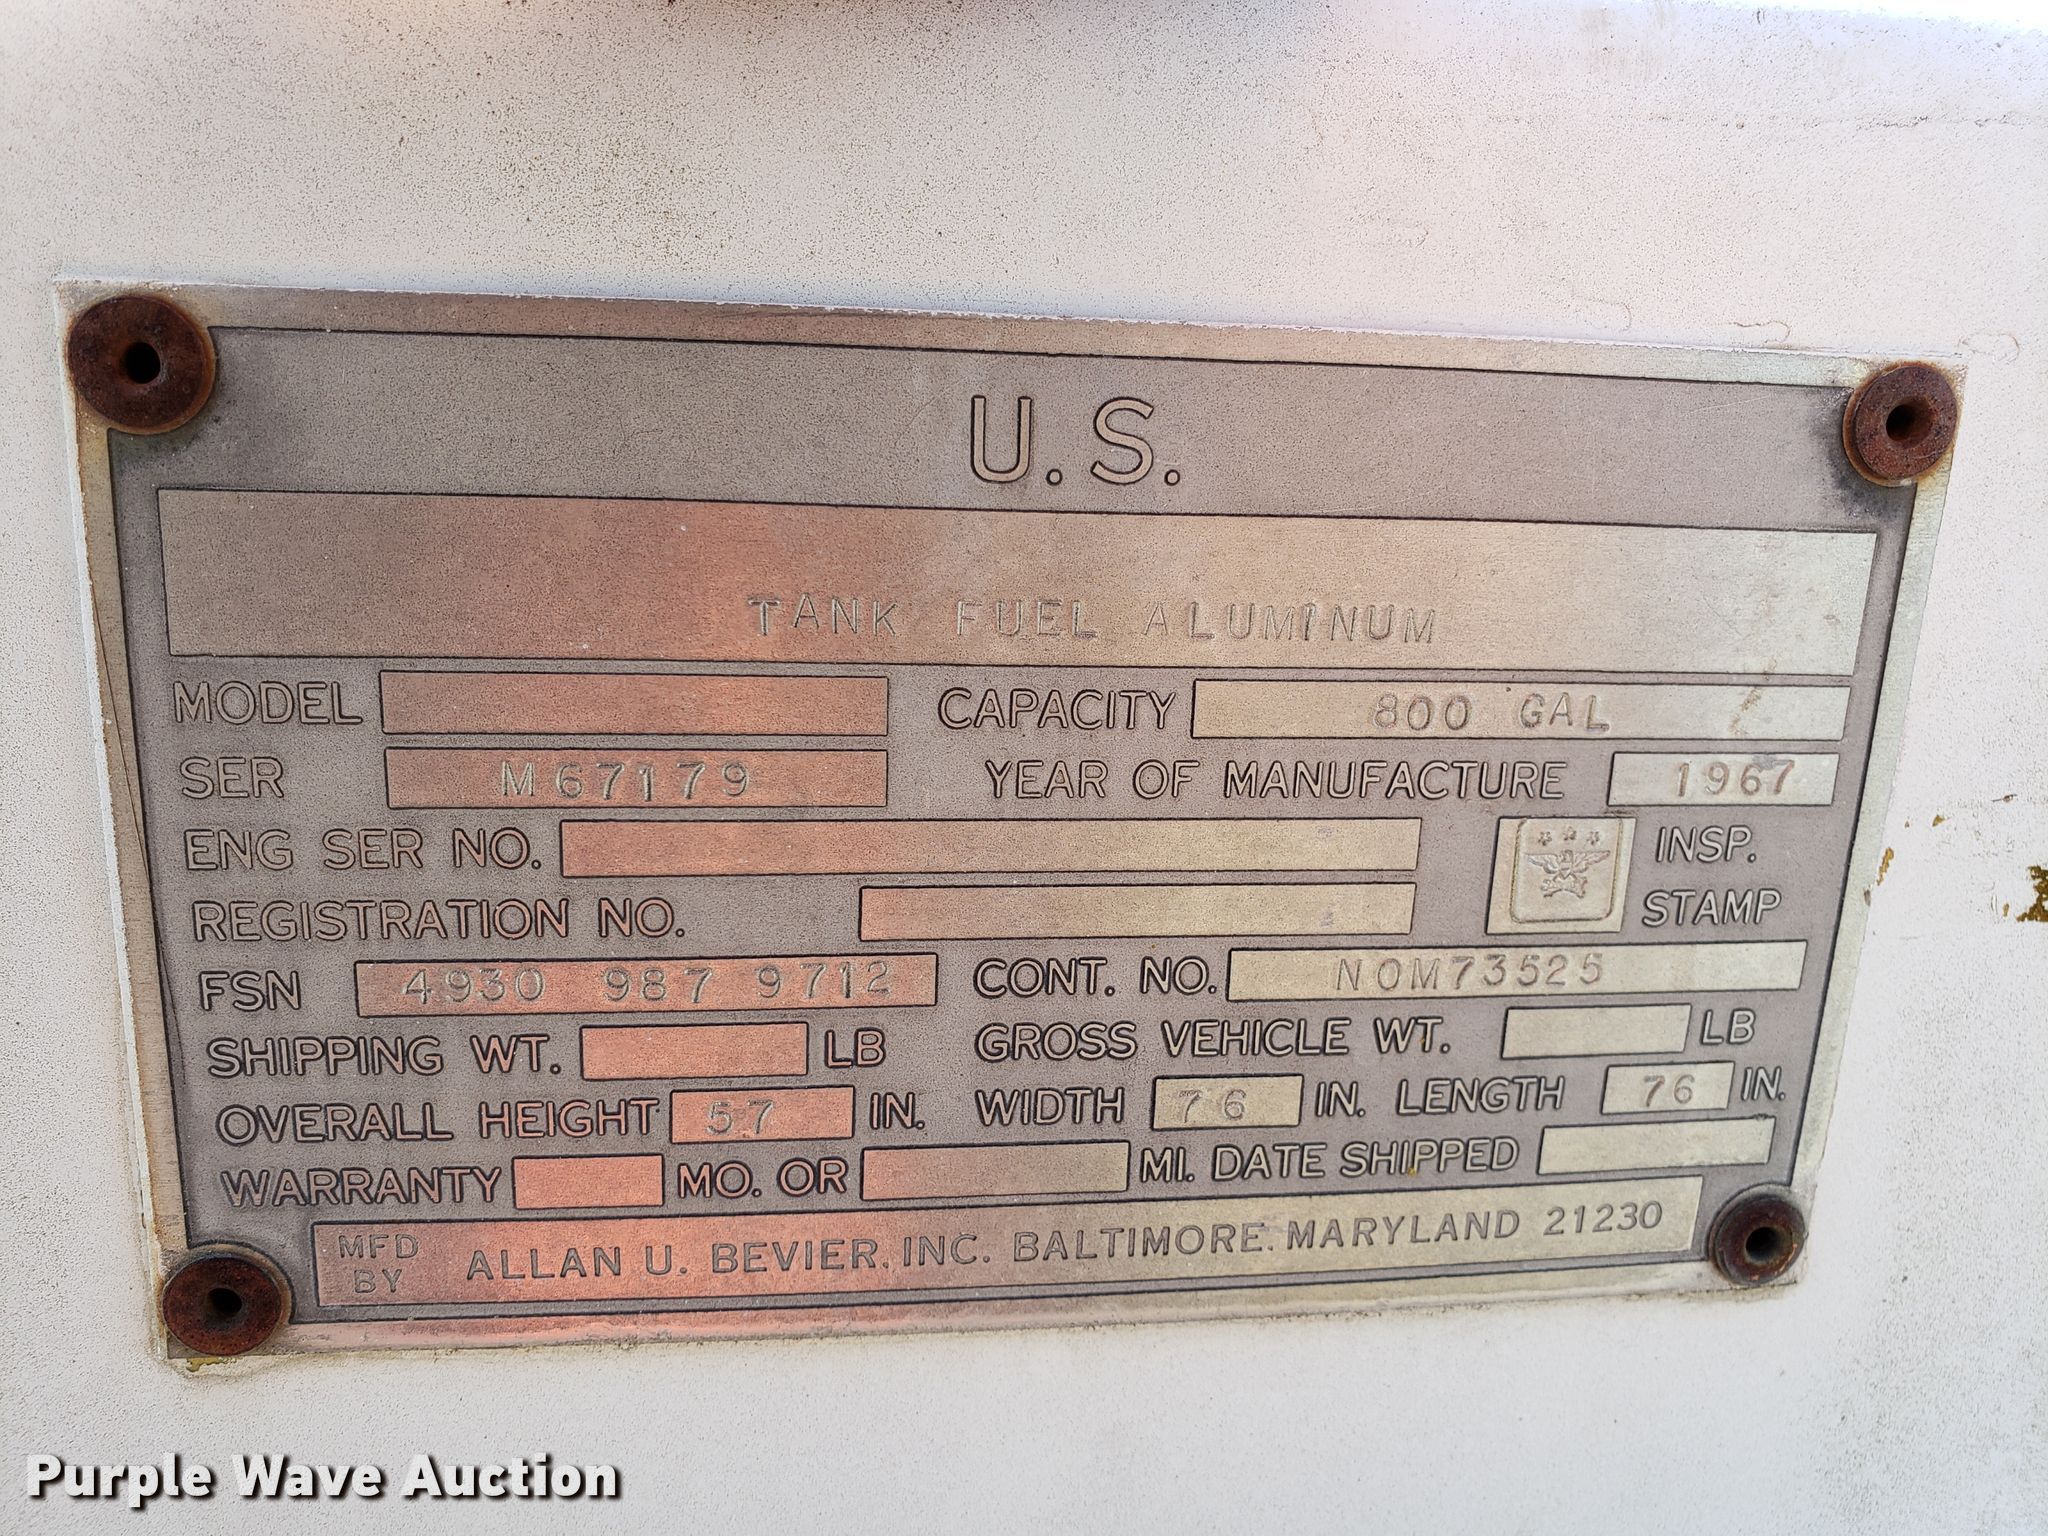 U.S.
TANK FUEL ALUMINUM
MODEL CAPACITY 800 GAL
SER M67179 YEAR OF MANUFACTURE 1967
ENG SER NO. INSP.
REGISTRATION NO. STAMP
FSN 4930 987 9712 CONT. NO. NOM73525
SHIPPING WT. LB GROSS VEHICLE WT. LB
OVERALL HEIGHT 57 IN. WIDTH 76 IN. LENGTH 76 IN.
WARRANTY MO. OR MI. DATE SHIPPED
MFD BY ALLAN U. BEVIER, INC. BALTIMORE, MARYLAND 21230
Purple Wave Auction